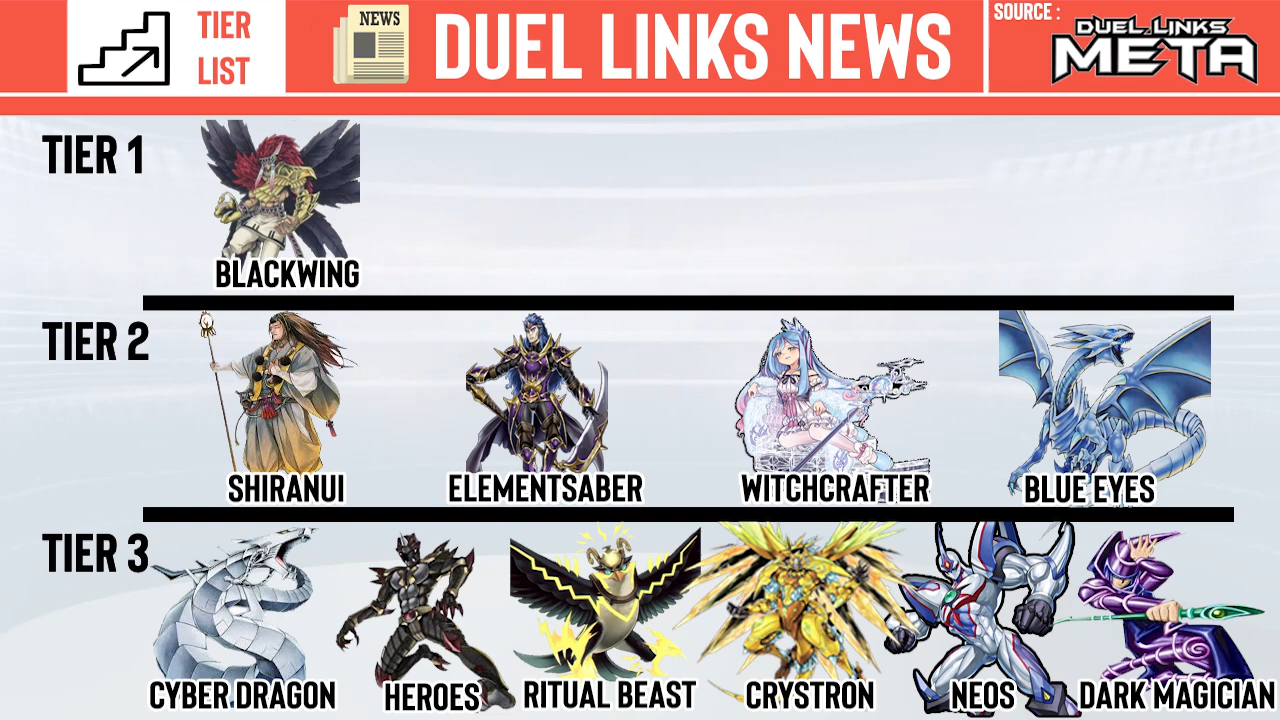 TIER
LIST
NEWS
DUEL LINKS NEWS
SOURCE :
DUEL LINKS
META
TIER 1
BLACKWING
TIER 2
SHIRANUI
ELEMENTSABER
WITCHCRAFTER
BLUE EYES
TIER 3
CYBER DRAGON
HEROES
RITUAL BEAST
CRYSTRON
NEOS
DARK MAGICIAN